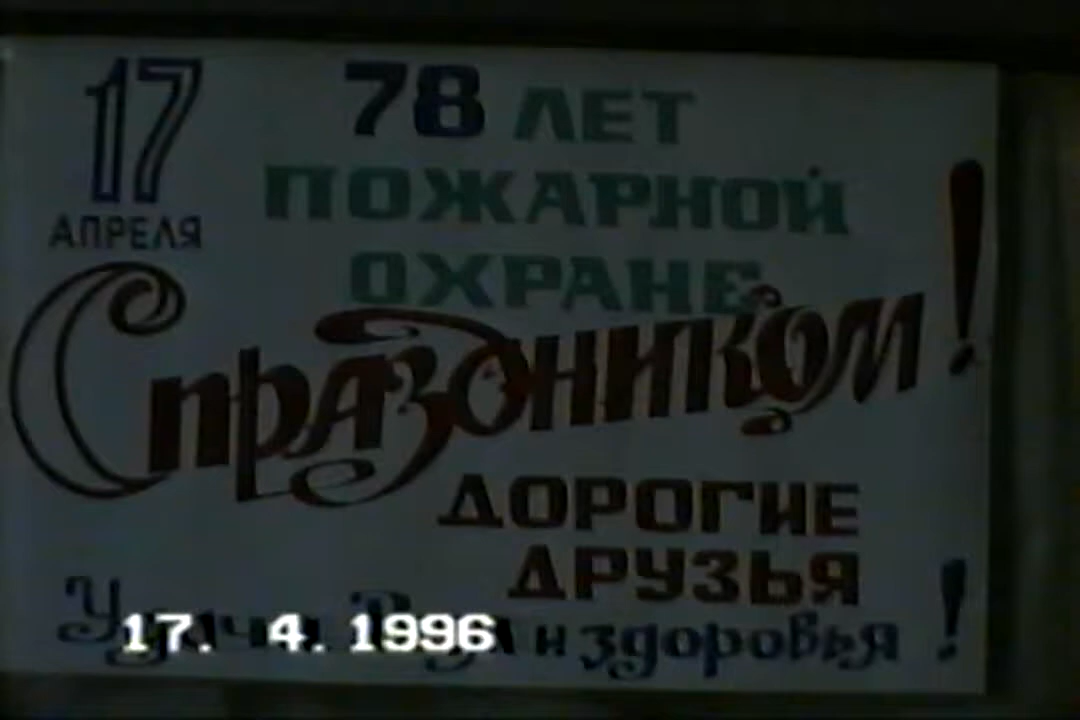 17
АПРЕЛЯ
78 ЛЕТ
ПОЖАРНОЙ
ОХРАНЕ
С праздником!
ДОРОГИЕ
ДРУЗЬЯ
и здоровья!
17. 4. 1996